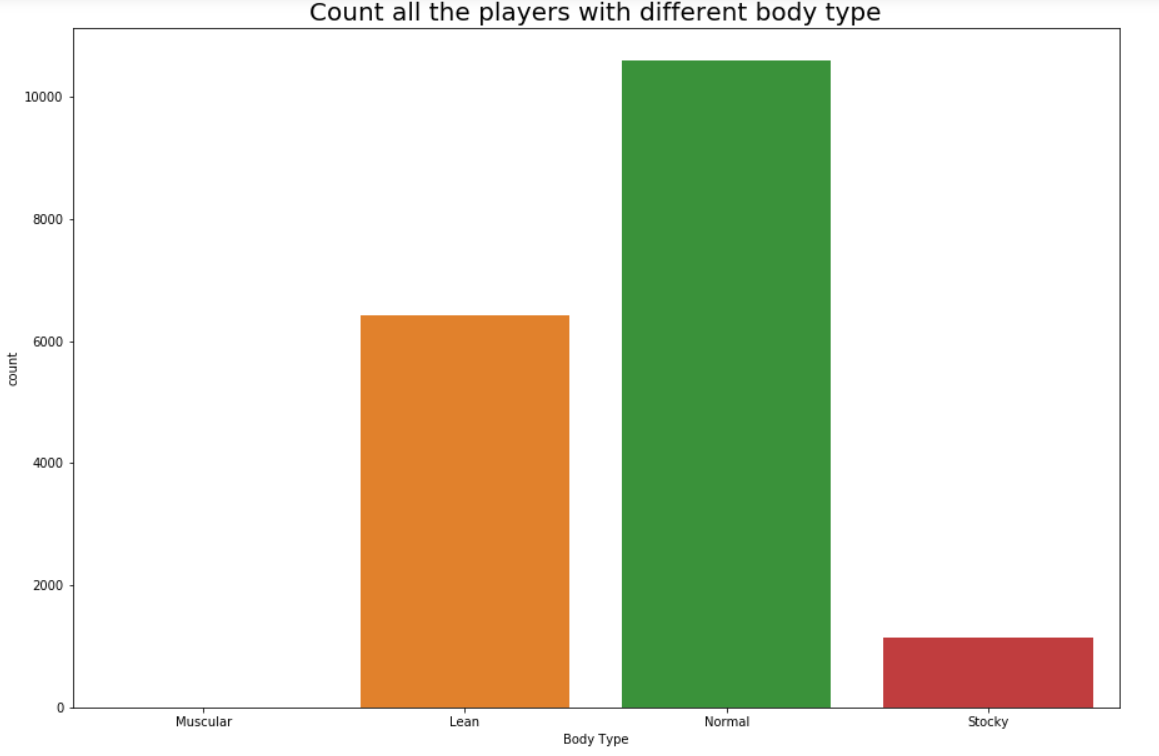 Count all the players with different body type
10000
8000
6000
4000
2000
0
count
Muscular
Lean
Normal
Stocky
Body Type